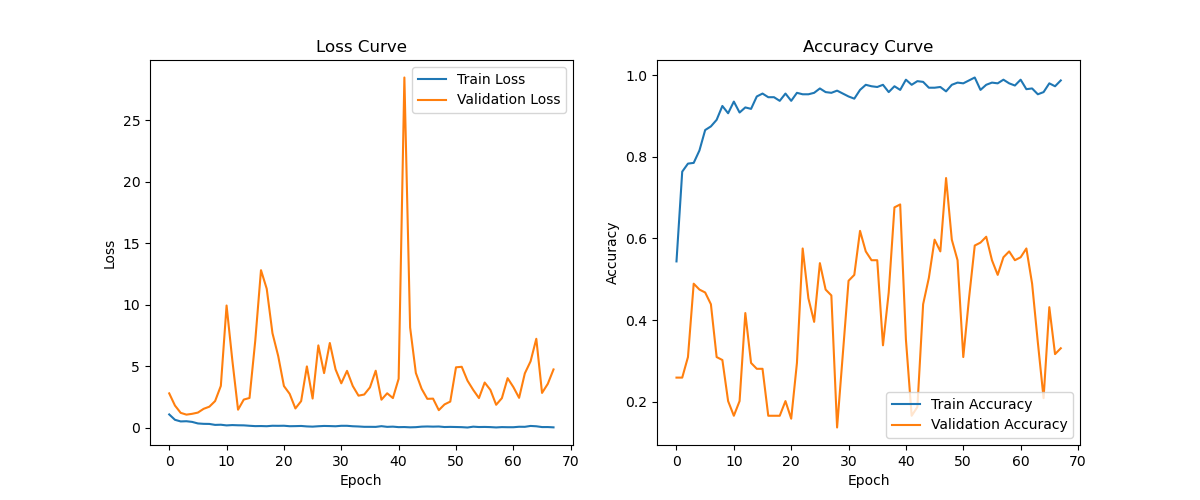 Loss Curve
Train Loss
Validation Loss
25
20
15
10
5
0
Loss
0 10 20 30 40 50 60 70
Epoch
Accuracy Curve
1.0
0.8
0.6
0.4
0.2
Accuracy
Train Accuracy
Validation Accuracy
0 10 20 30 40 50 60 70
Epoch